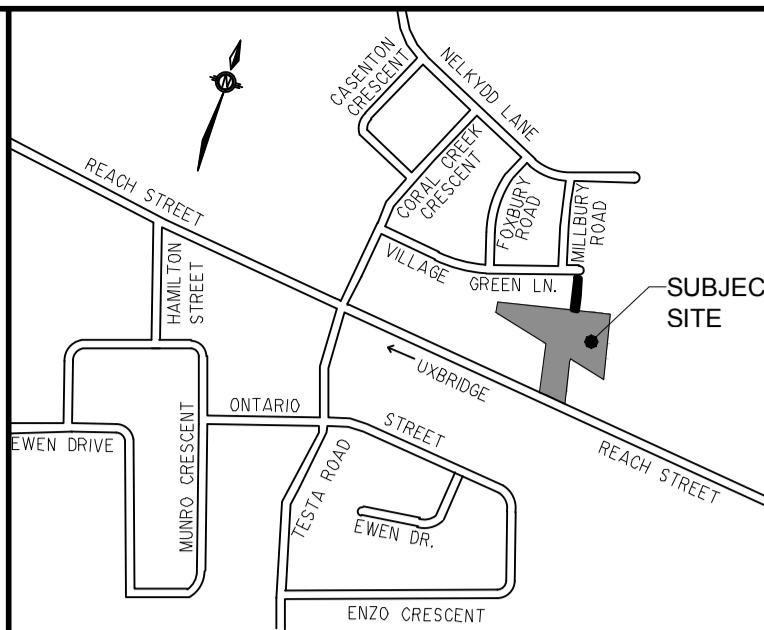 N
CASENTON
CRESCENT
NELKYDD LANE
REACH STREET
CORAL CREEK
CRESCENT
FOXBURY
ROAD
MILLBURY
ROAD
HAMILTON
STREET
VILLAGE GREEN LN.
SUBJEC
SITE
UXBRIDGE
ONTARIO STREET
EWEN DRIVE
MUNRO CRESCENT
TESTA ROAD
EWEN DR.
REACH STREET
ENZO CRESCENT